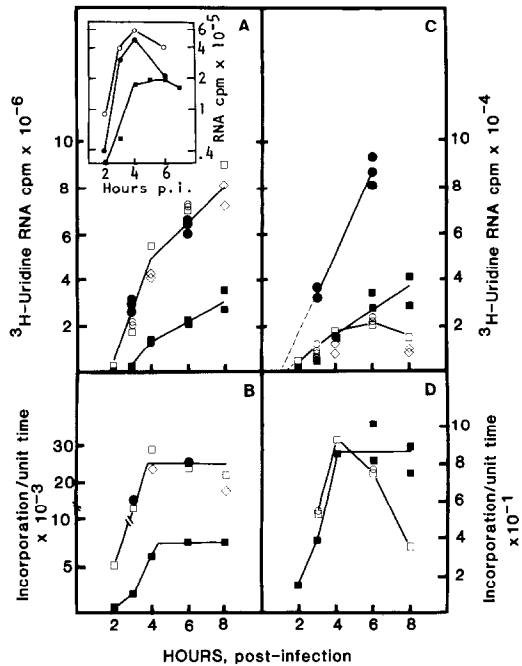 A
C
6
4
2
1
.4
RNA cpm x 10-5
2 4 6
Hours p.i.
10
8
6
4
2
3H-Uridine RNA cpm x 10-6
10
8
6
4
2
3H-Uridine RNA cpm x 10-4
B
D
30
20
10
5
Incorporation/unit time
x 10-3
10
8
6
4
2
Incorporation/unit time
x 10-1
2 4 6 8
2 4 6 8
HOURS, post-infection